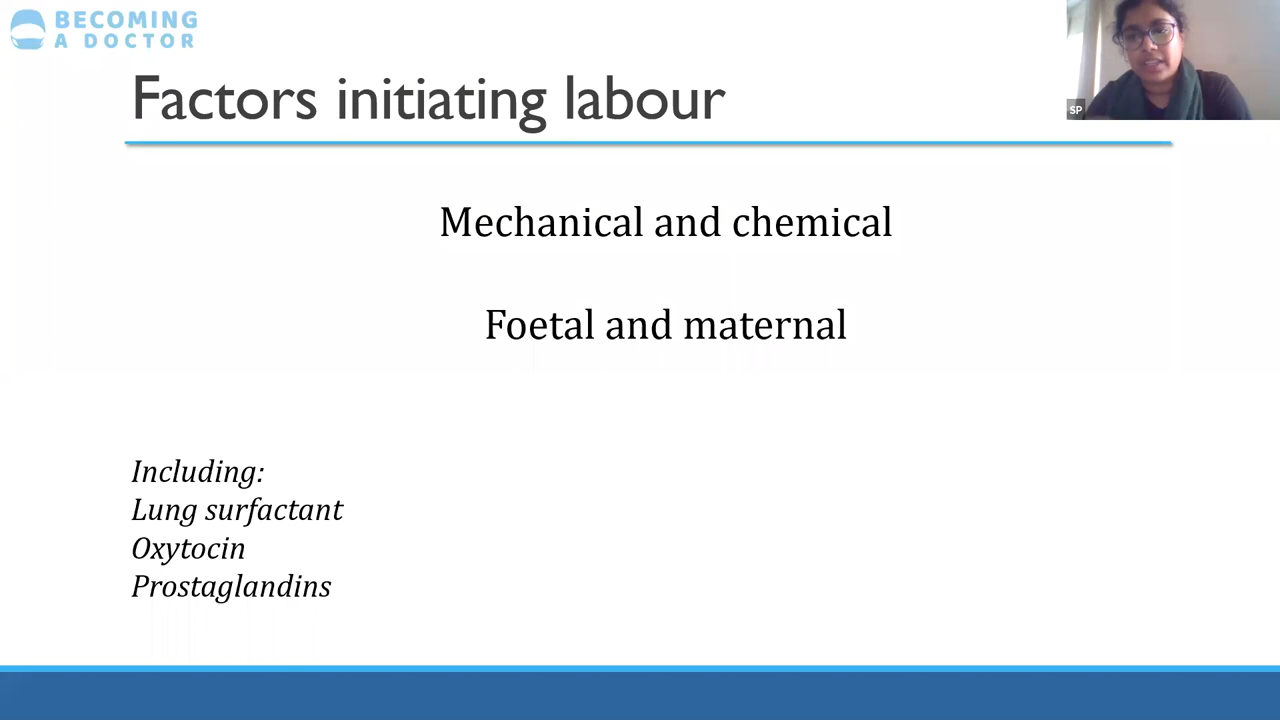 BECOMING
A DOCTOR
Factors initiating labour
SP
Mechanical and chemical
Foetal and maternal
Including:
Lung surfactant
Oxytocin
Prostaglandins